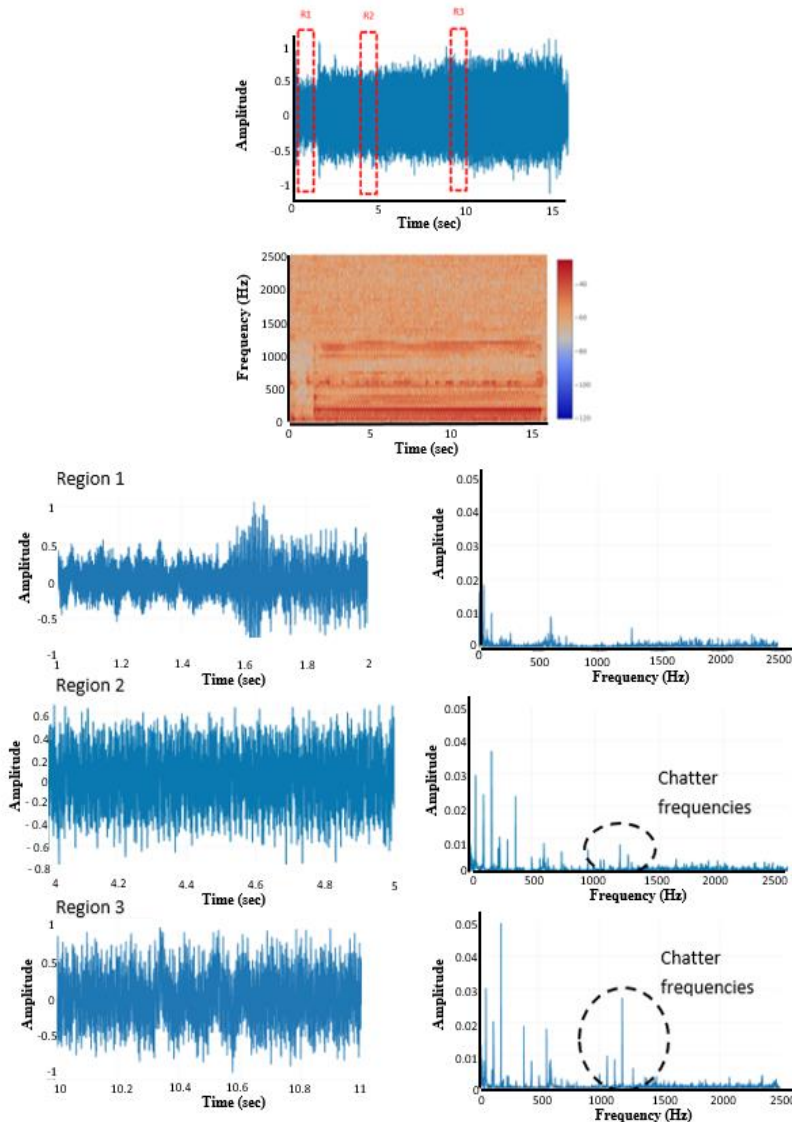 R1 R2 R3
1
0.5
0
-0.5
-1
Amplitude
0 5 10 15
Time (sec)
2500
2000
1500
1000
500
0
Frequency (Hz)
0 5 10 15
Time (sec)
-40
-60
-80
-100
-120
Region 1
1
0.5
0
-0.5
-1
Amplitude
1 1.2 1.4 1.6 1.8 2
Time (sec)
0.05
0.04
0.03
0.02
0.01
0
Amplitude
0 500 1000 1500 2000 2500
Frequency (Hz)
Region 2
0.6
0.4
0.2
0
- 0.2
- 0.4
- 0.6
- 0.8
Amplitude
4 4.2 4.4 4.6 4.8 5
Time (sec)
0.05
0.04
0.03
0.02
0.01
0
Amplitude
Chatter
frequencies
0 500 1000 1500 2000 2500
Frequency (Hz)
Region 3
1
0.5
0
-0.5
-1
Amplitude
10 10.2 10.4 10.6 10.8 11
Time (sec)
0.05
0.04
0.03
0.02
0.01
0
Amplitude
Chatter
frequencies
0 500 1000 1500 2000 2500
Frequency (Hz)